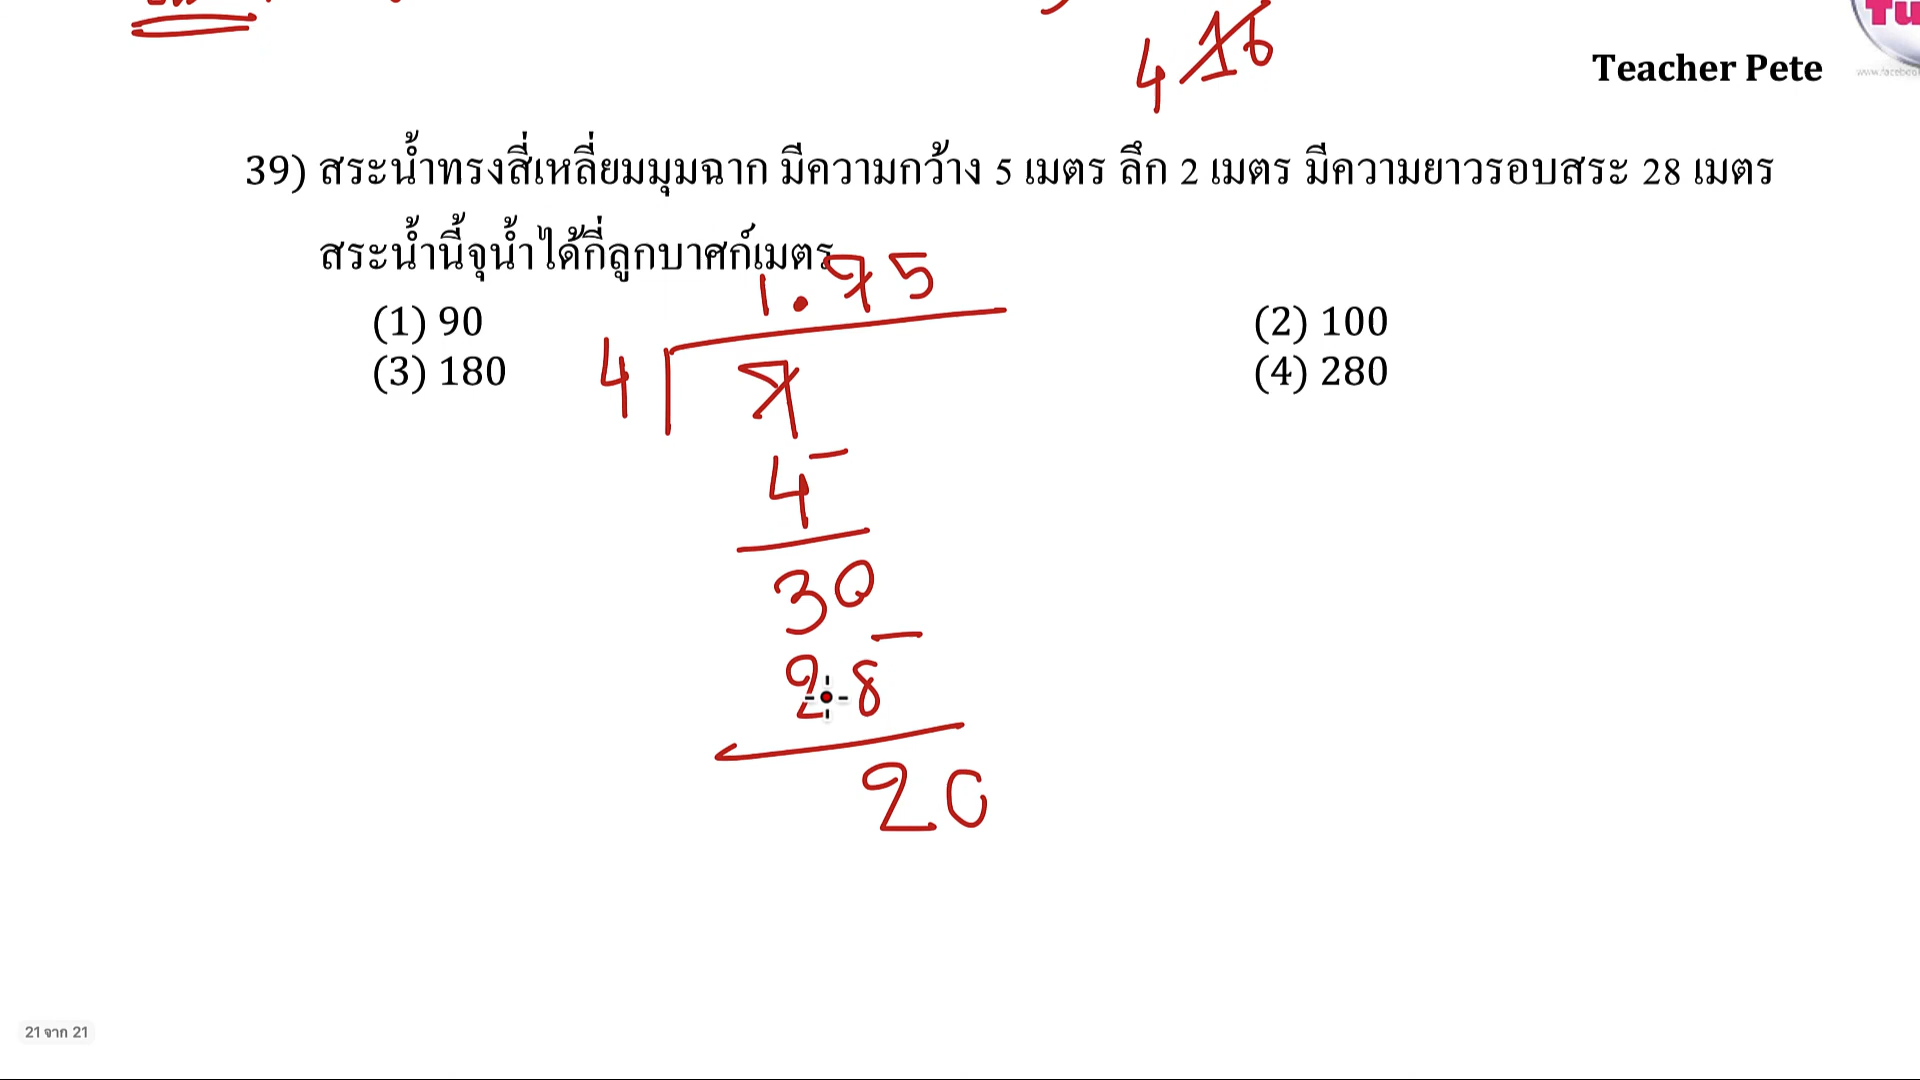 4 16
Teacher Pete
39) สระน้ำทรงสี่เหลี่ยมมุมฉาก มีความกว้าง 5 เมตร ลึก 2 เมตร มีความยาวรอบสระ 28 เมตร
สระน้ำนี้จุน้ำได้กี่ลูกบาศก์เมตร
1.75
(1) 90
(2) 100
4 7
(3) 180
(4) 280
4 -
30
28 -
20
21 จาก 21